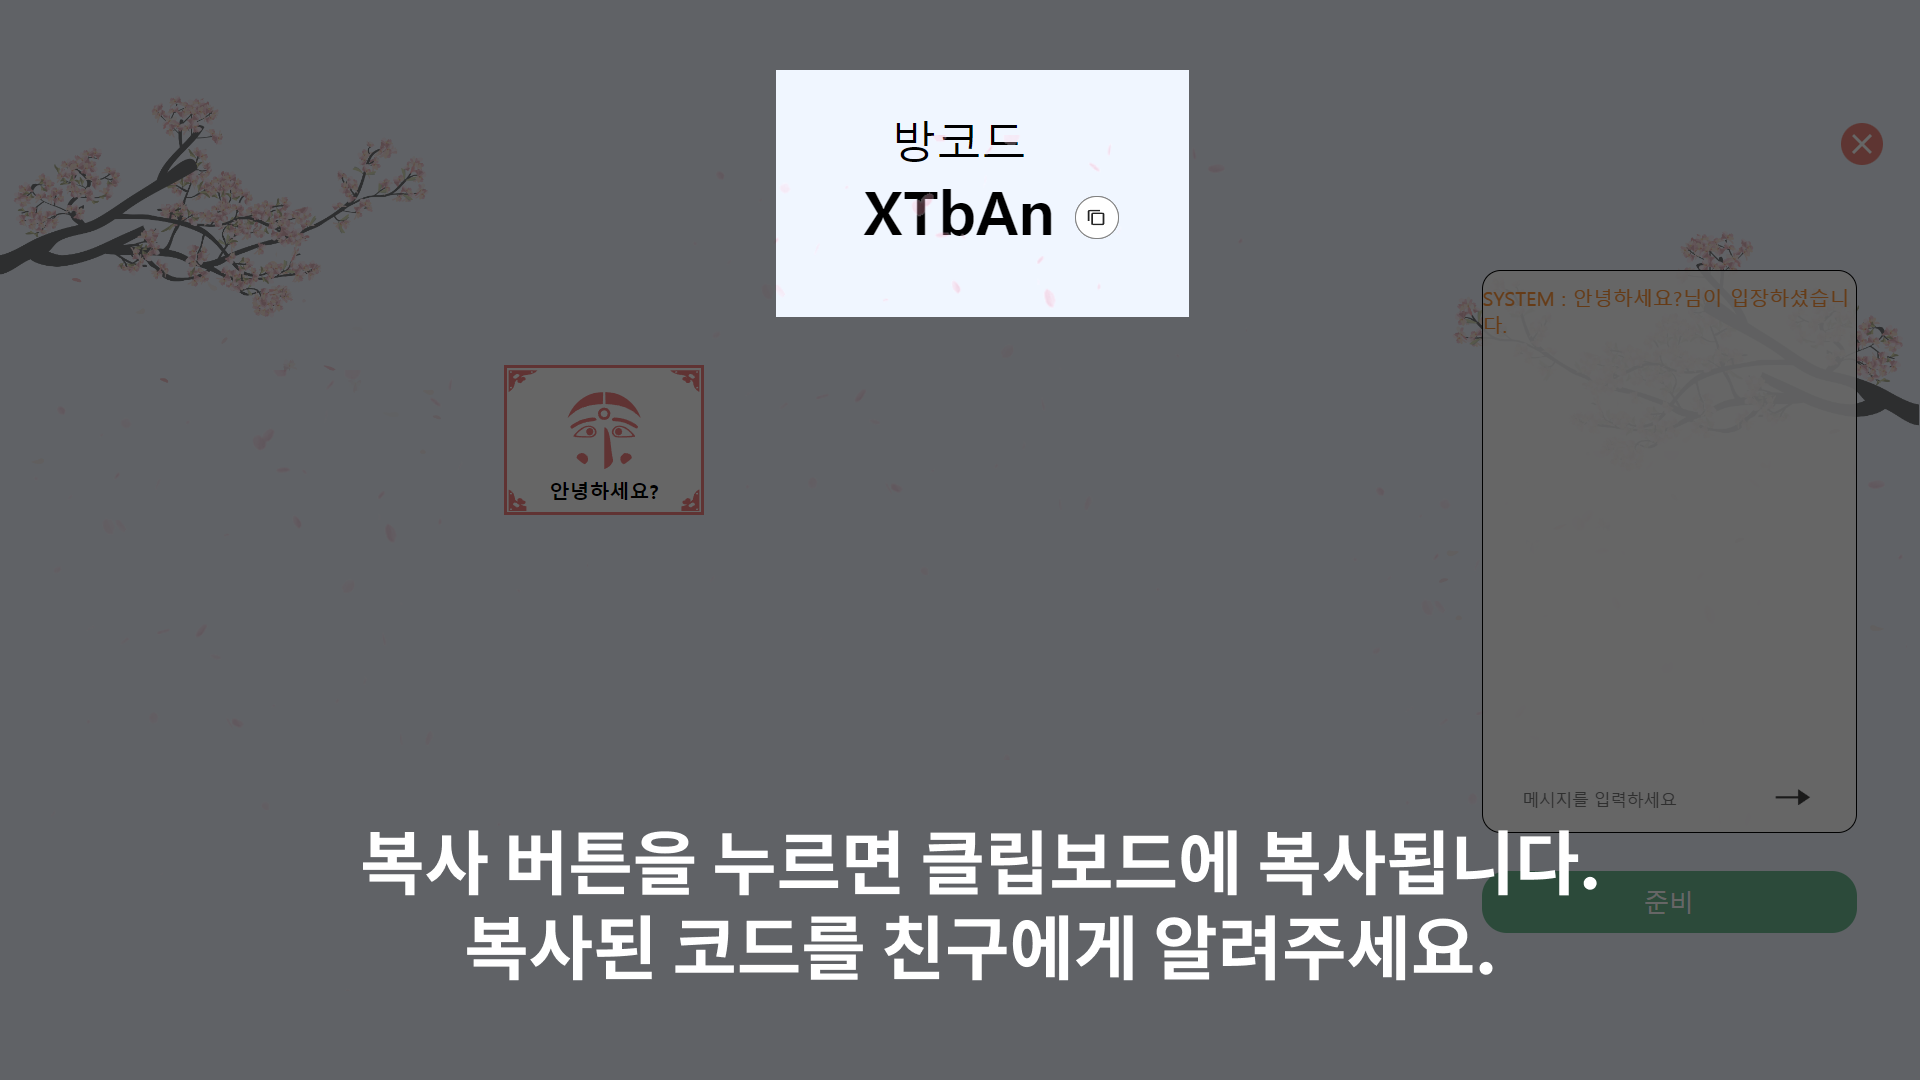 방코드
XTbAn
SYSTEM : 안녕하세요?님이 입장하셨습니
다.
안녕하세요?
메시지를 입력하세요
복사 버튼을 누르면 클립보드에 복사됩니다.
준비
복사된 코드를 친구에게 알려주세요.